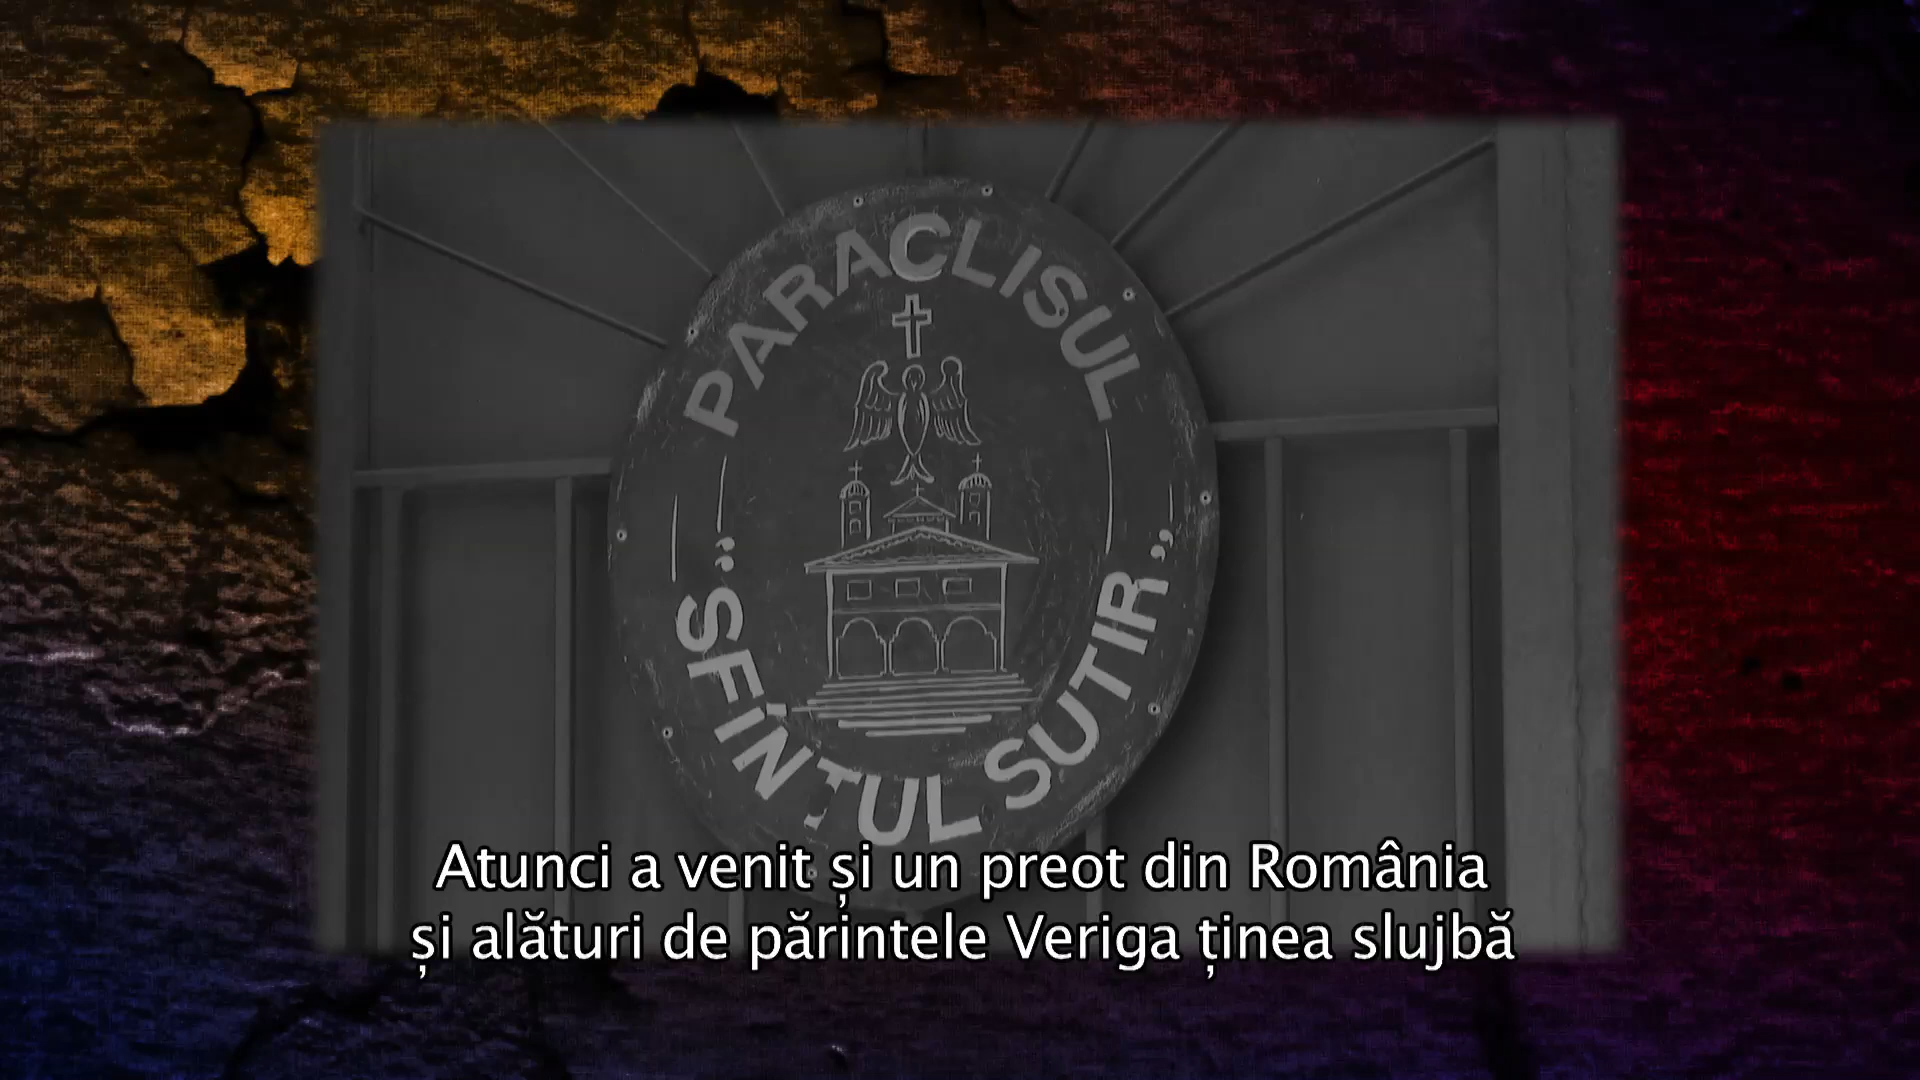 PARACLISUL
“SFÎNTUL SUTIR”
Atunci a venit și un preot din România
și alături de părintele Veriga ținea slujbă